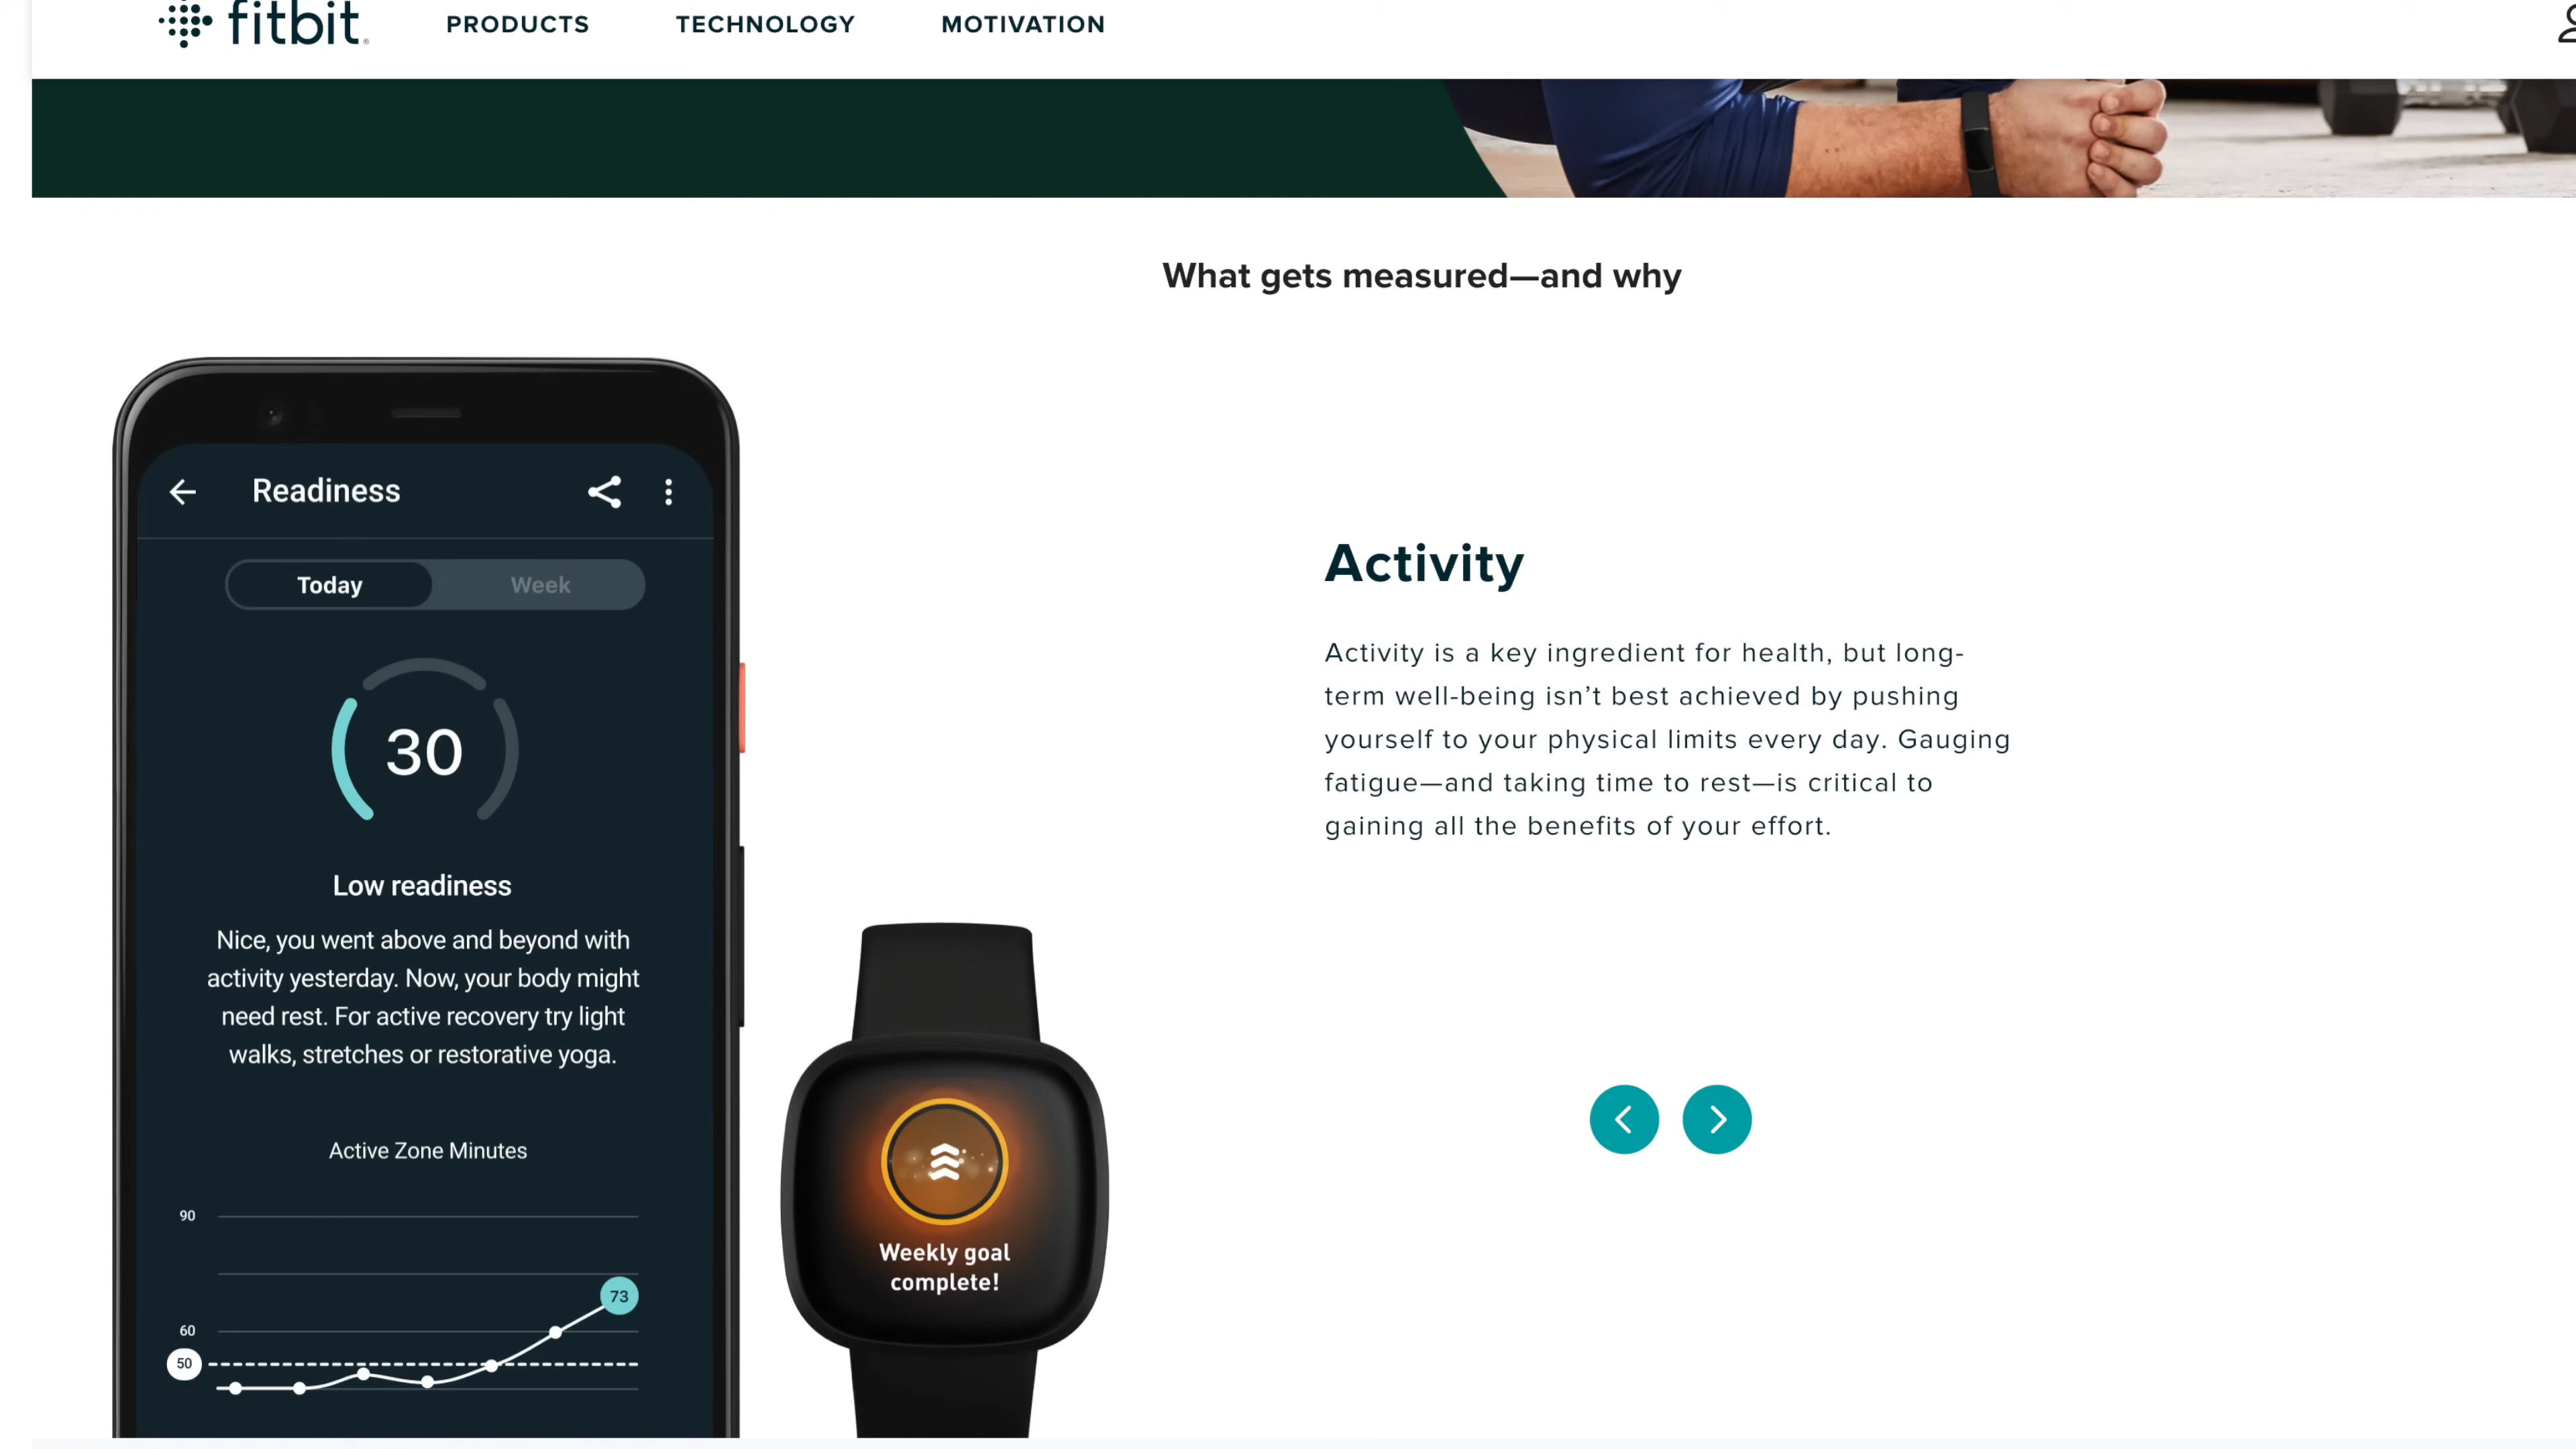 fitbit
PRODUCTS
TECHNOLOGY
MOTIVATION
What gets measured—and why
Readiness
Today
Week
30
Low readiness
Nice, you went above and beyond with
activity yesterday. Now, your body might
need rest. For active recovery try light
walks, stretches or restorative yoga.
Active Zone Minutes
90
73
60
50
Weekly goal
complete!
Activity
Activity is a key ingredient for health, but long-
term well-being isn’t best achieved by pushing
yourself to your physical limits every day. Gauging
fatigue—and taking time to rest—is critical to
gaining all the benefits of your effort.